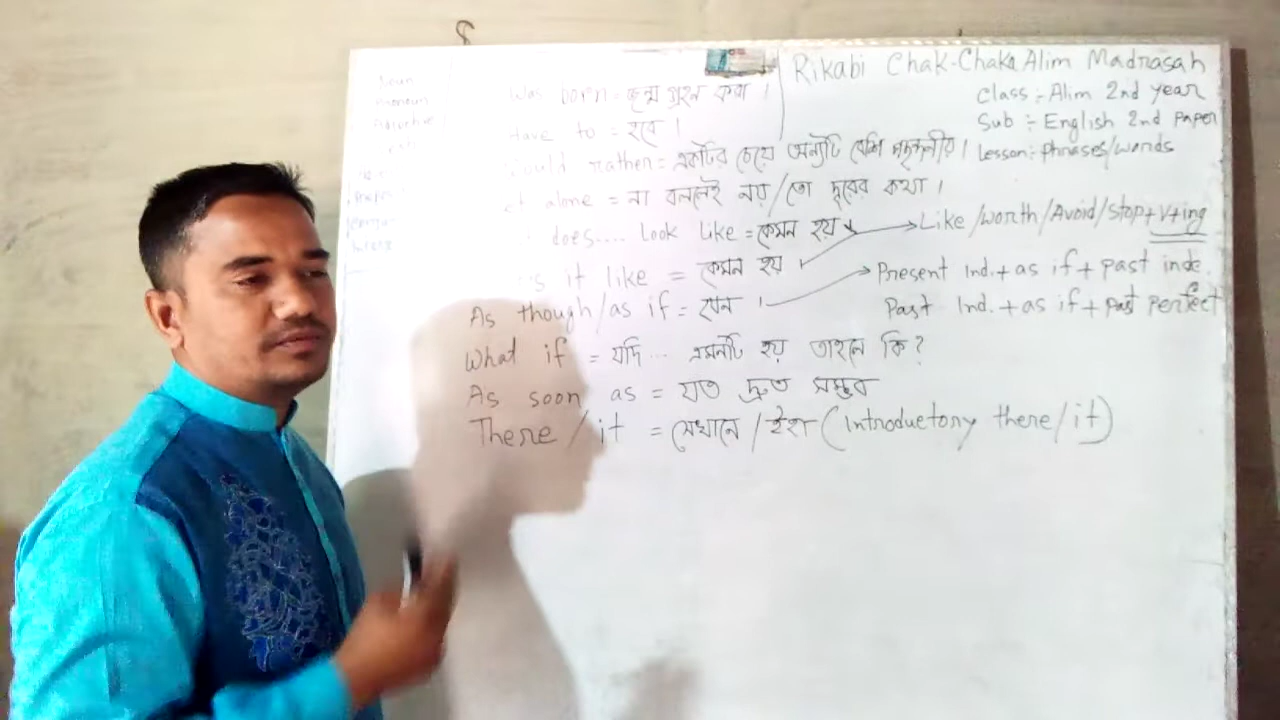 Rikabi Chak-Chaka Alim Madrasah
Class :- Alim 2nd year
Sub :- English 2nd paper
Lesson:- phrases/words
Noun
Pronoun
Adjective
Was born = জন্ম গ্রহন করা ।
Have to = হবে ।
Would rather = একটির চেয়ে অন্যটি বেশি পছন্দনীয় ।
alone = না বললেই নয়/তো দূরের কথা ।
does.... Look like = কেমন হয়
→ Like/worth/Avoid/stop+v+ing
is it like = কেমন হয় ।
As though/as if = যেন ।
→ Present Ind.+ as if + past inde.
Past Ind.+ as if + Past perfect
What if = যদি ... এমনটি হয় তাহলে কি ?
As soon as = যত দ্রুত সম্ভব
There / it = সেখানে / ইহা (Introductory there/it)